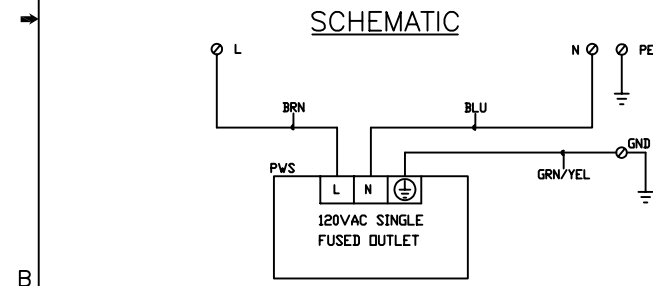 SCHEMATIC
L
N
PE
BRN
BLU
GND
GRN/YEL
PWS
L
N
120VAC SINGLE
FUSED OUTLET
B